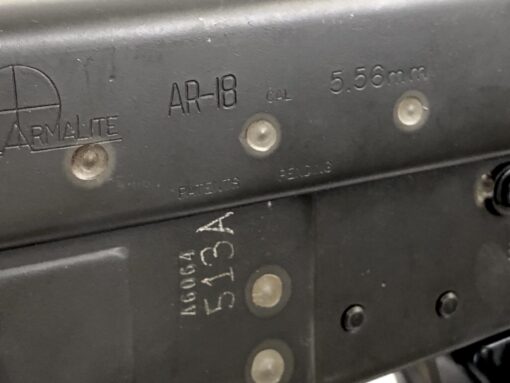 ARMALITE
AR-18 CAL 5.56mm
PATENTS PENDING
A6064
513A